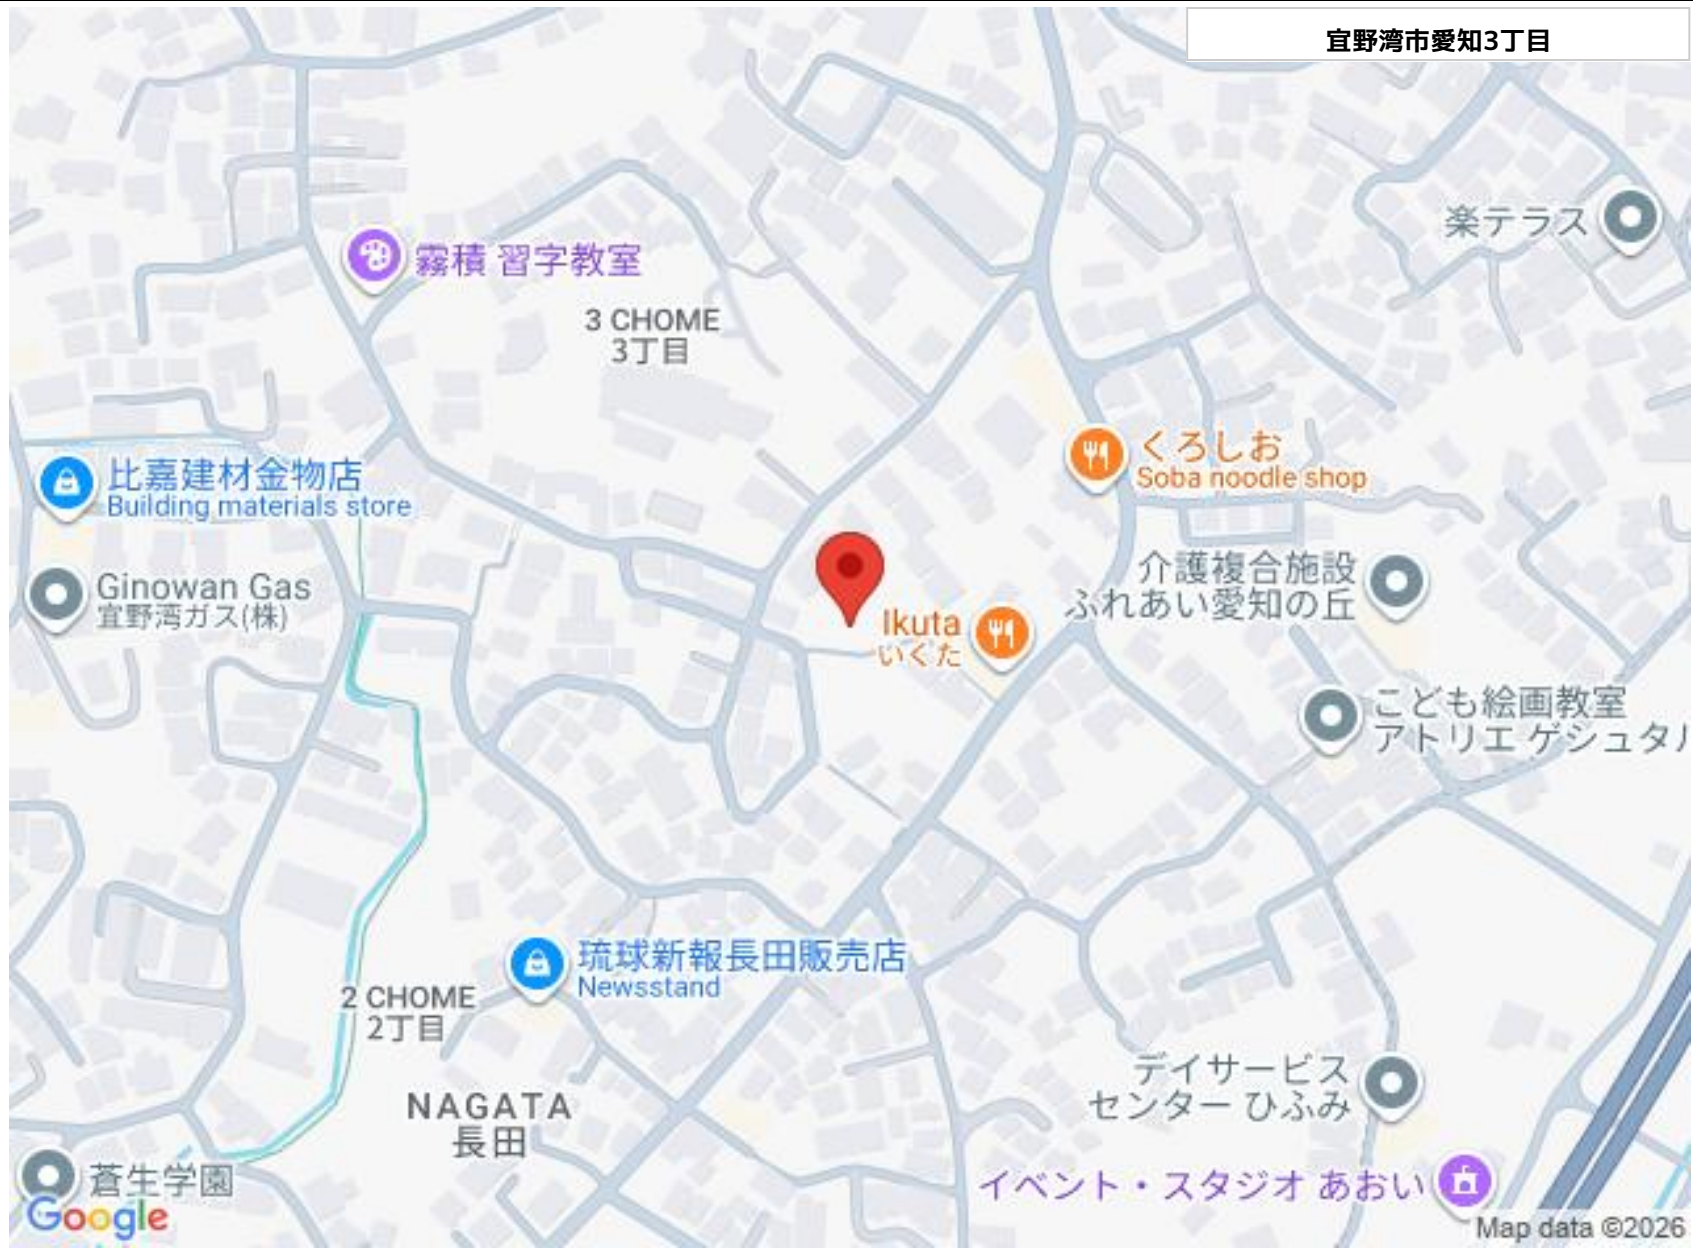 宜野湾市愛知3丁目
楽テラス
霧積 習字教室
3 CHOME
3丁目
くろしお
Soba noodle shop
比嘉建材金物店
Building materials store
介護複合施設
ふれあい愛知の丘
Ginowan Gas
宜野湾ガス(株)
Ikuta
いくた
こども絵画教室
アトリエ ゲシュタル
琉球新報長田販売店
Newsstand
2 CHOME
2丁目
デイサービス
センター ひふみ
NAGATA
長田
蒼生学園
イベント・スタジオ あおい
Google
Map data ©2026